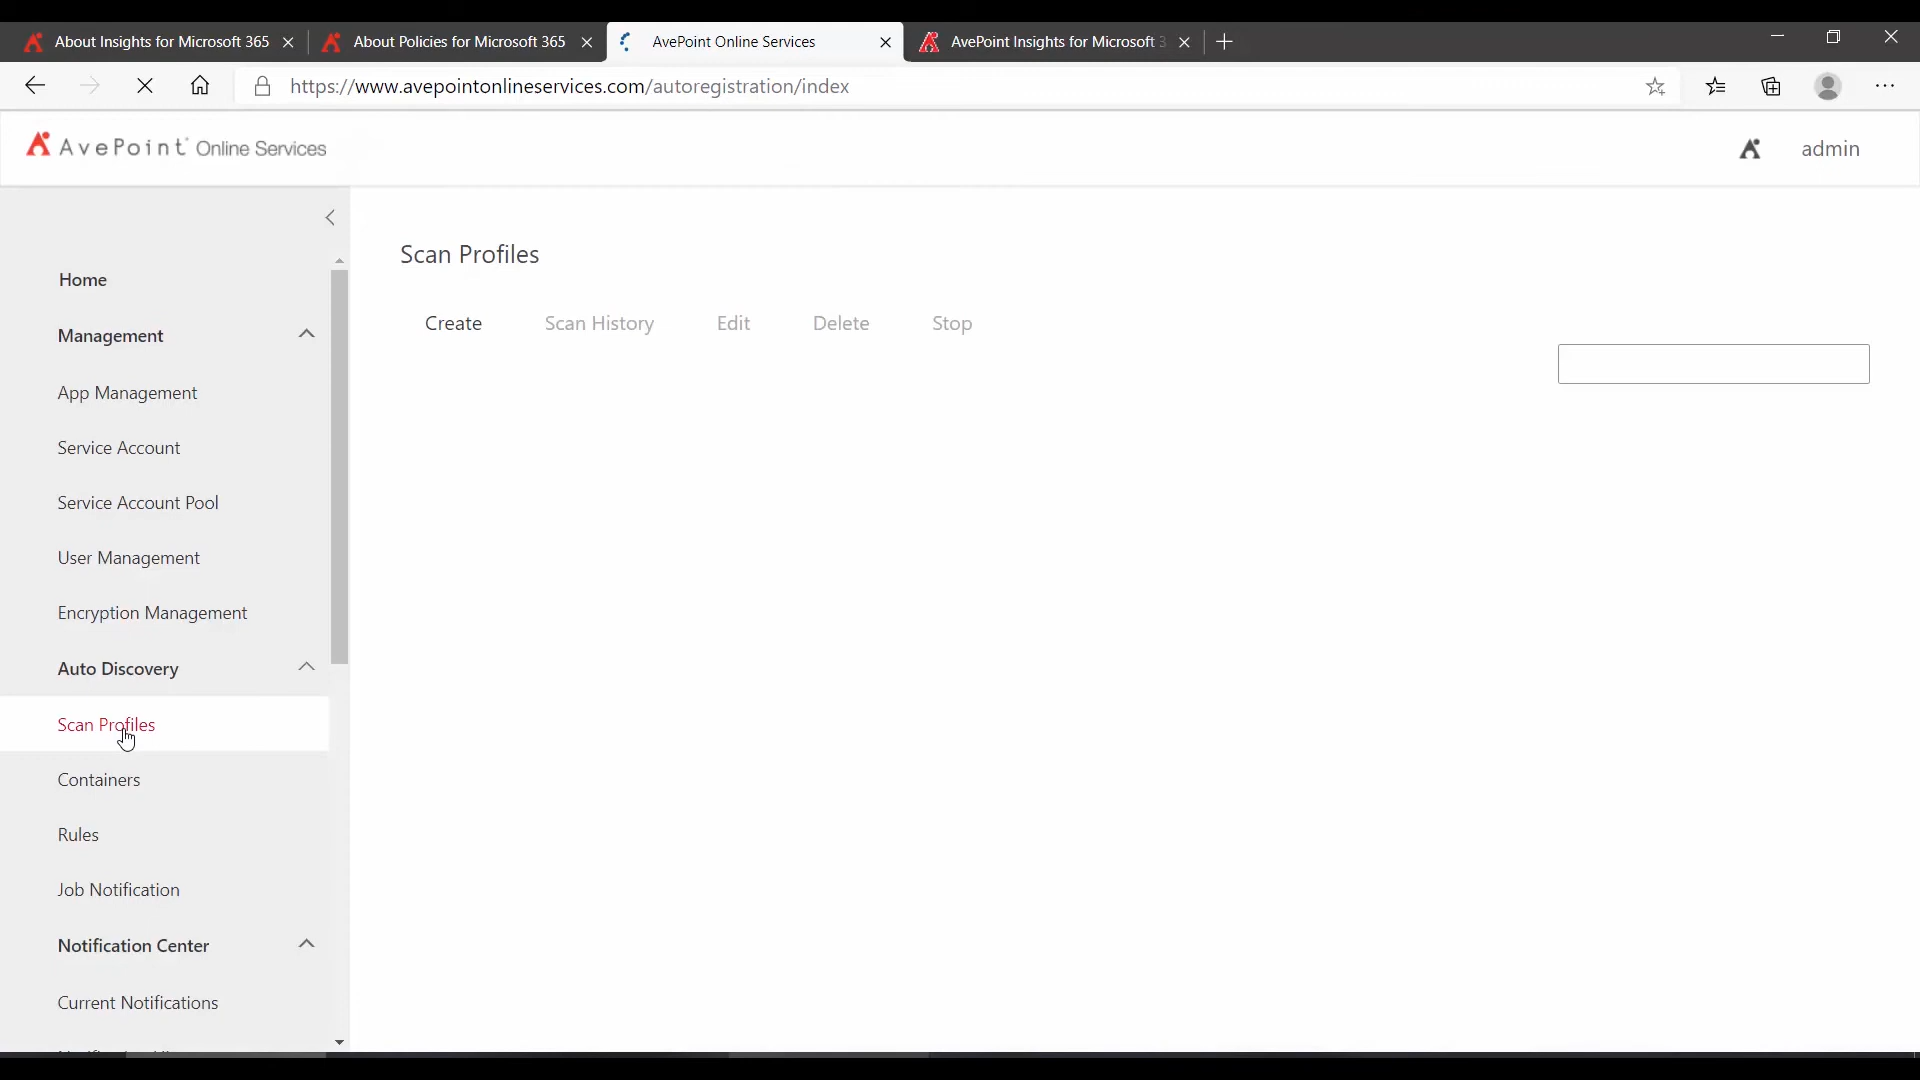 About Insights for Microsoft 365
About Policies for Microsoft 365
AvePoint Online Services
AvePoint Insights for Microsoft 3
https://www.avepointonlineservices.com/autoregistration/index
AvePoint Online Services
admin
Home
Management
App Management
Service Account
Service Account Pool
User Management
Encryption Management
Auto Discovery
Scan Profiles
Containers
Rules
Job Notification
Notification Center
Current Notifications
Scan Profiles
Create Scan History Edit Delete Stop